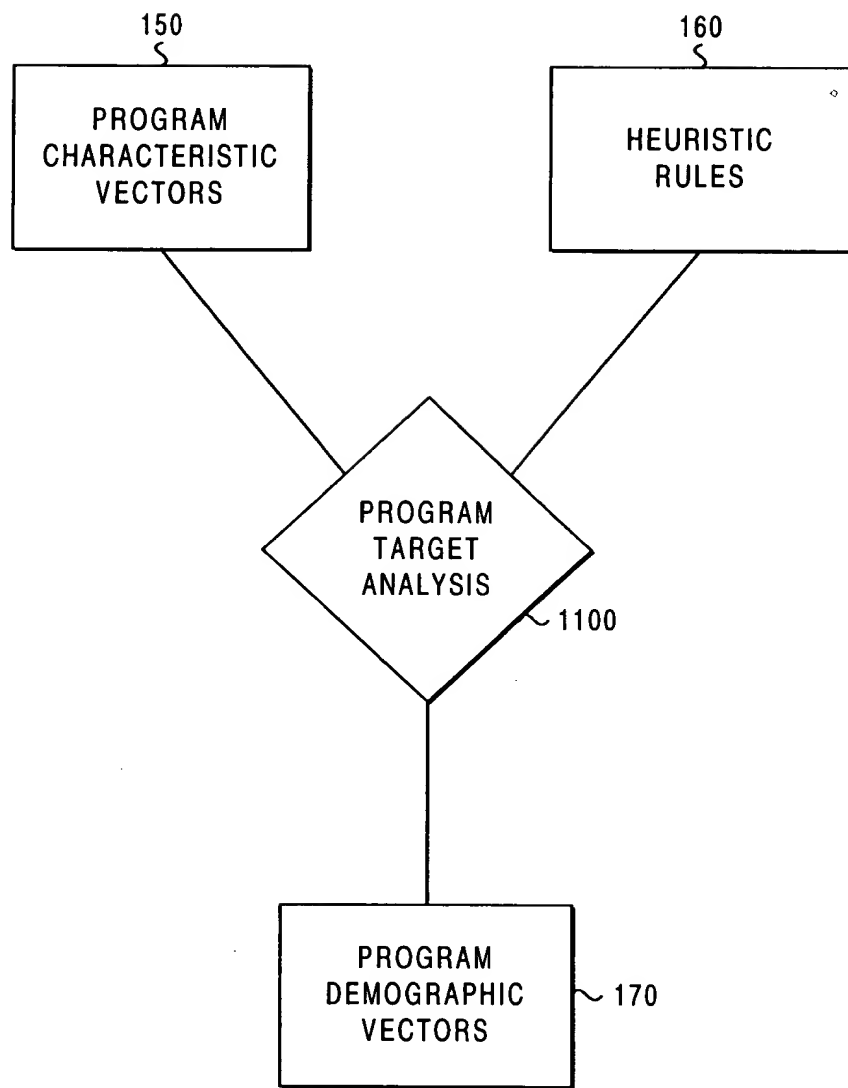 150
PROGRAM
CHARACTERISTIC
VECTORS
160
HEURISTIC
RULES
PROGRAM
TARGET
ANALYSIS
1100
PROGRAM
DEMOGRAPHIC
VECTORS
170